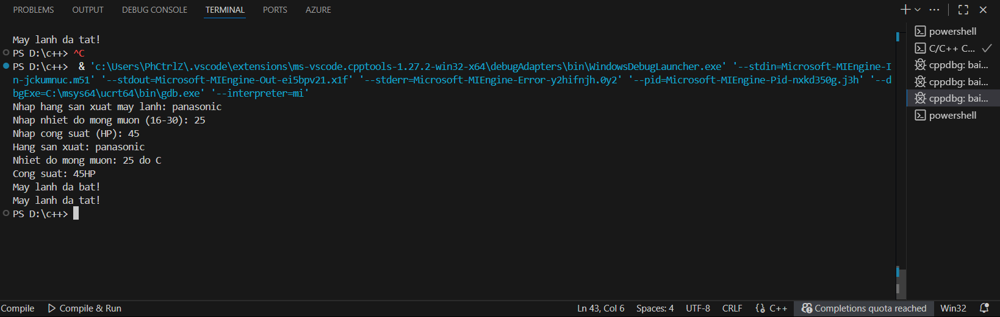 PROBLEMS OUTPUT DEBUG CONSOLE TERMINAL PORTS AZURE
May lanh da tat!
PS D:\c++> ^C
PS D:\c++>  & 'c:\Users\PhCtrlZ\.vscode\extensions\ms-vscode.cpptools-1.27.2-win32-x64\debugAdapters\bin\WindowsDebugLauncher.exe' '--stdin=Microsoft-MIEngine-I
n-jckumnuc.m51' '--stdout=Microsoft-MIEngine-Out-ei5bpv21.x1f' '--stderr=Microsoft-MIEngine-Error-y2hifnjh.0y2' '--pid=Microsoft-MIEngine-Pid-nxkd350g.j3h' '--d
bgExe=C:\msys64\ucrt64\bin\gdb.exe' '--interpreter=mi'
Nhap hang san xuat may lanh: panasonic
Nhap nhiet do mong muon (16-30): 25
Nhap cong suat (HP): 45
Hang san xuat: panasonic
Nhiet do mong muon: 25 do C
Cong suat: 45HP
May lanh da bat!
May lanh da tat!
PS D:\c++>
powershell
C/C++ C...
cppdbg: bai...
cppdbg: bai...
cppdbg: bai...
powershell
Compile Compile & Run Ln 43, Col 6 Spaces: 4 UTF-8 CRLF C++ Completions quota reached Win32